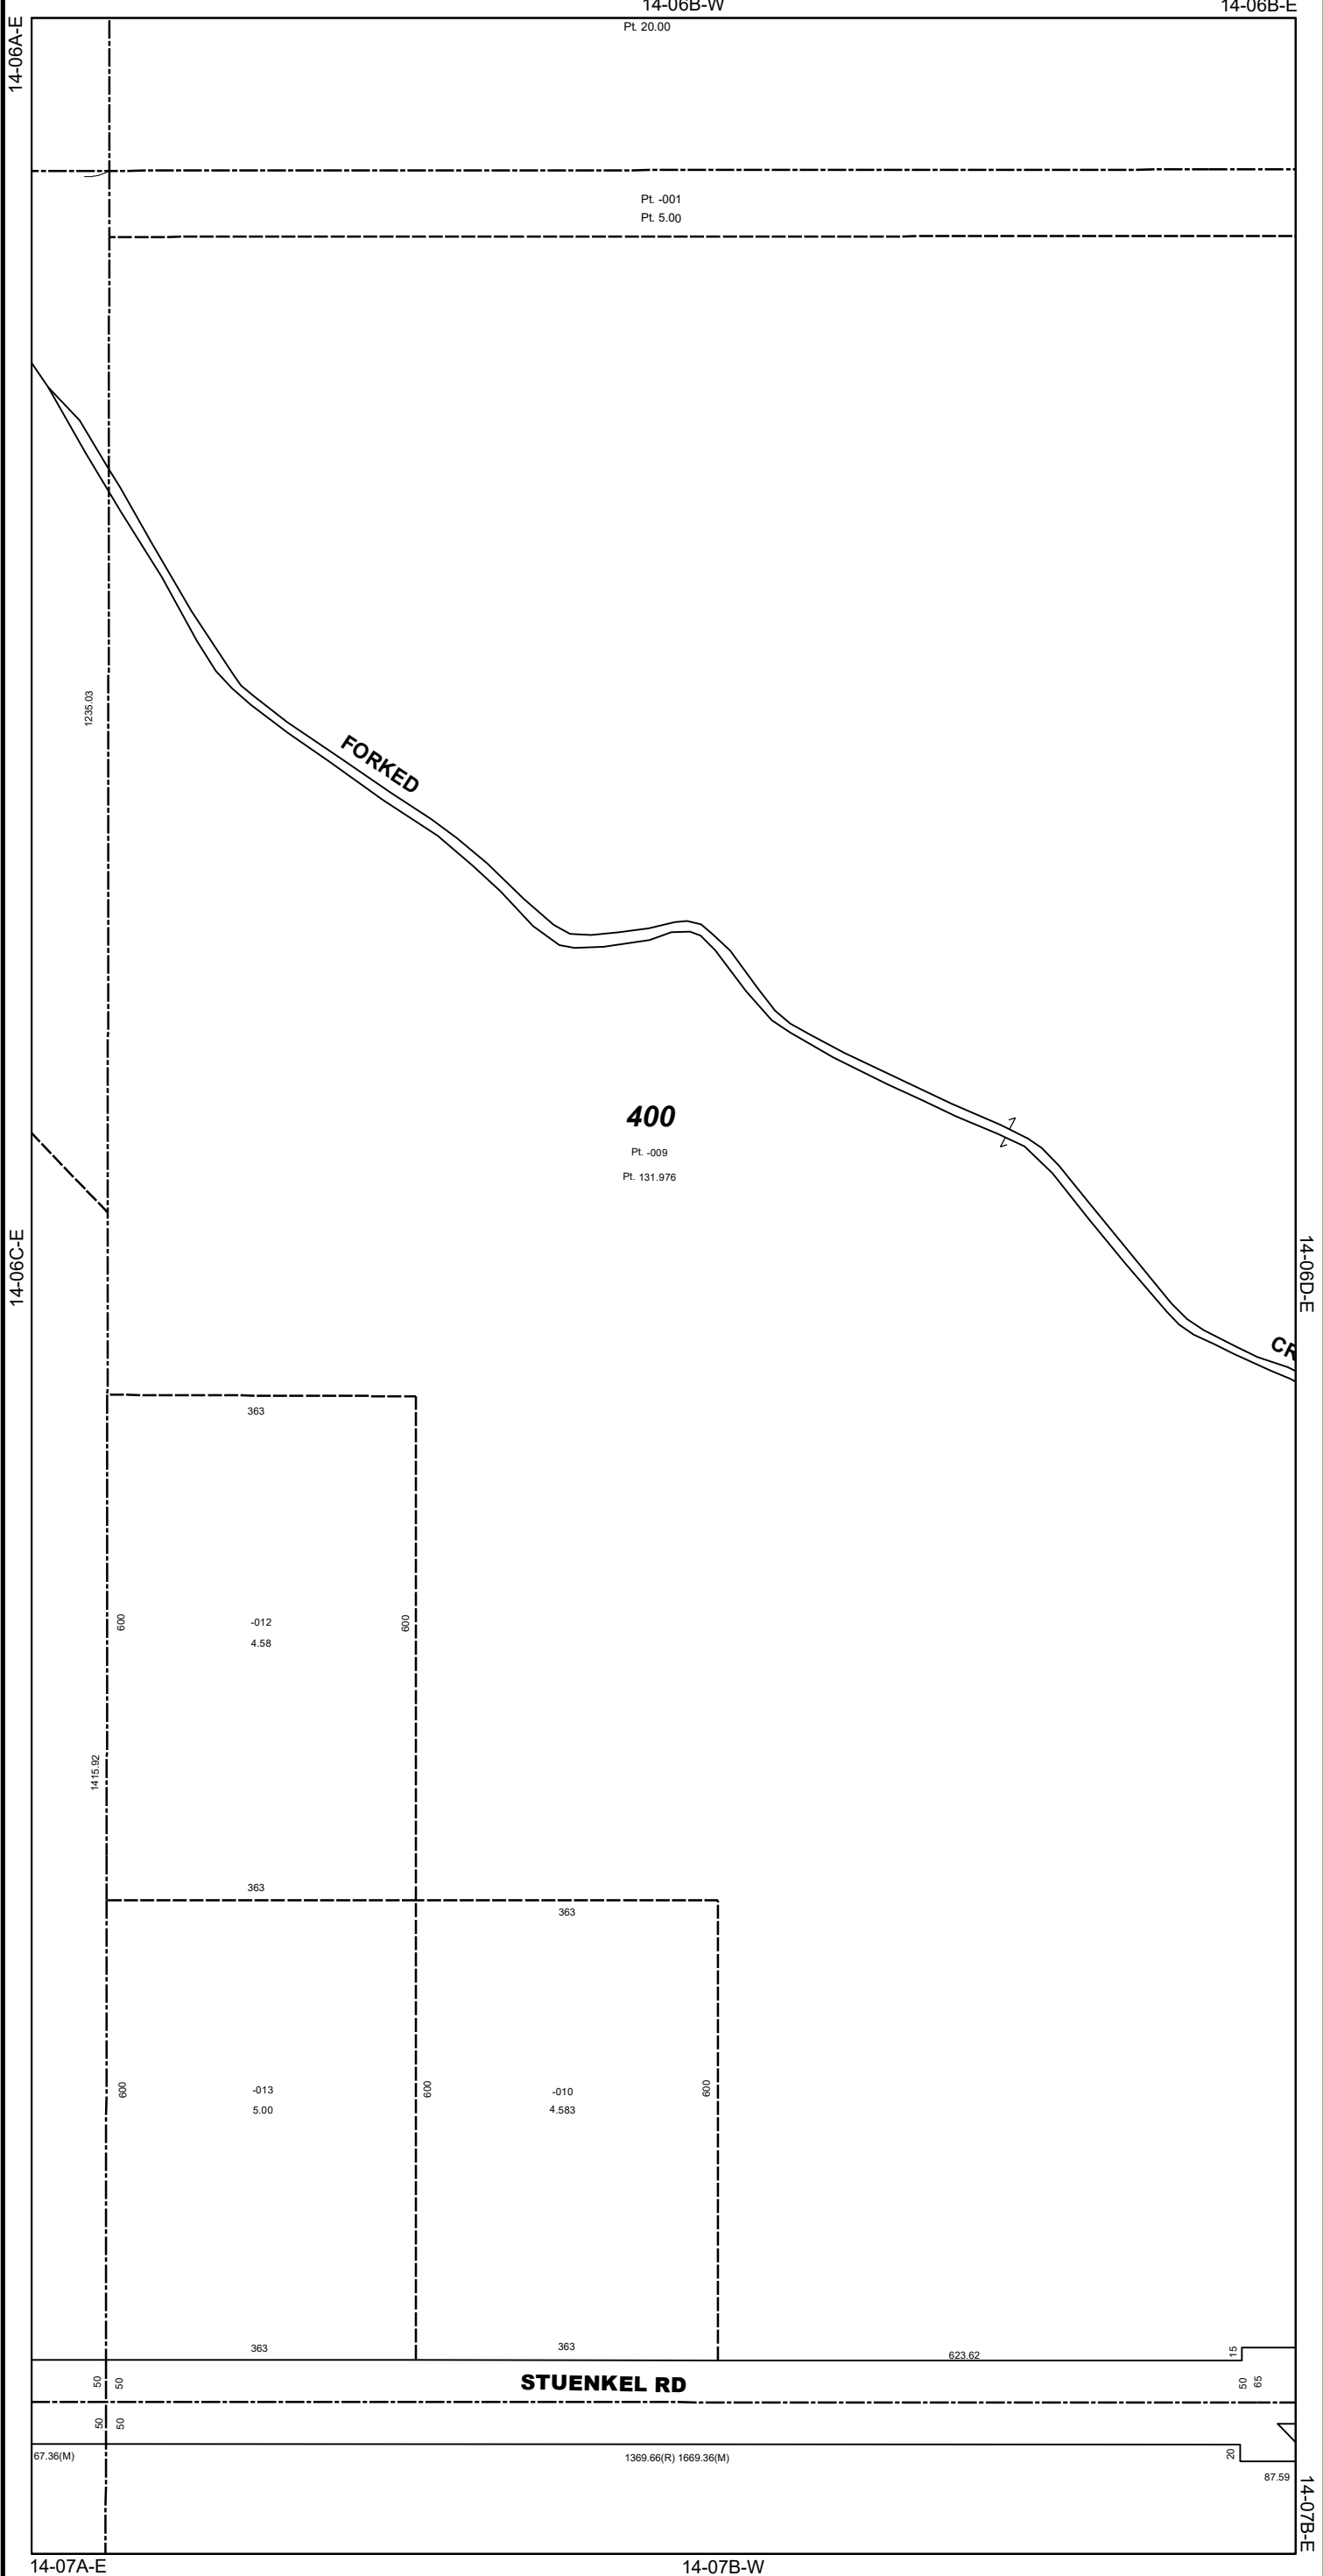 14-06B-W
14-06B-E
14-06A-E
Pt. 20.00
Pt. -001
Pt. 5.00
1235.03
FORKED
400
Pt. -009
Pt. 131.976
14-06C-E
14-06D-E
CR
363
600
-012
4.58
600
1415.92
363
363
600
-013
5.00
600
-010
4.583
600
363
363
623.62
15
50
50
STUENKEL RD
50
65
50
50
67.36(M)
1369.66(R) 1669.36(M)
20
87.59
14-07B-E
14-07A-E
14-07B-W